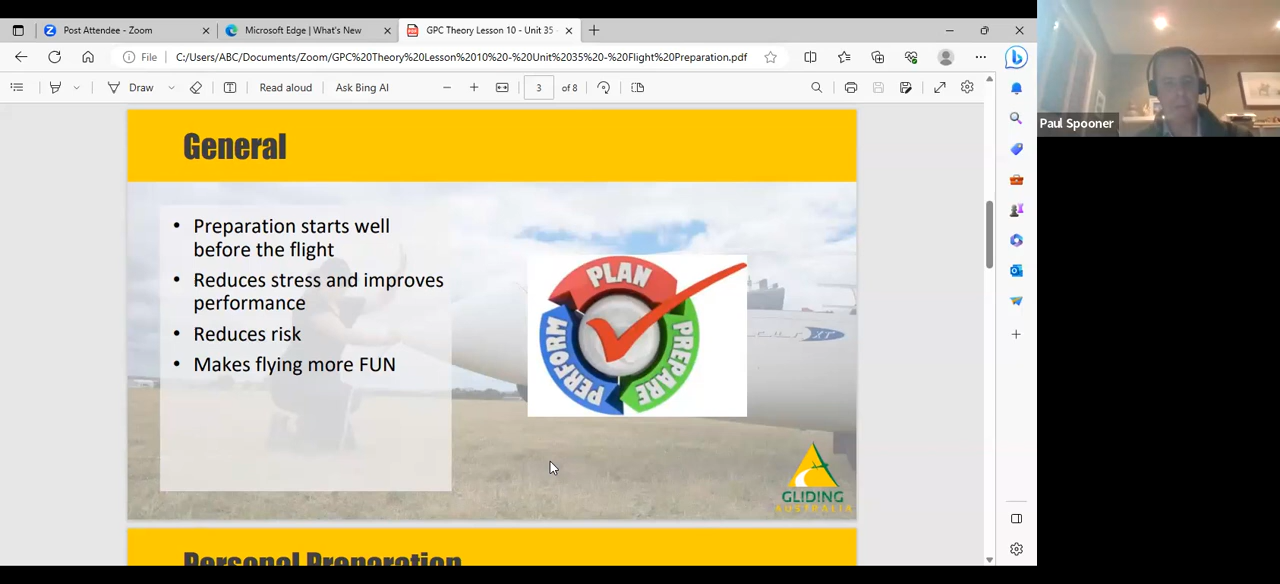 Post Attendee - Zoom
Microsoft Edge | What's New
GPC Theory Lesson 10 - Unit 35 -
File
C:/Users/ABC/Documents/Zoom/GPC%20Theory%20Lesson%2010%20-%20Unit%2035%20-%20Flight%20Preparation.pdf
Draw
Read aloud
Ask Bing AI
3
of 8
Paul Spooner
General
• Preparation starts well
before the flight
• Reduces stress and improves
performance
• Reduces risk
• Makes flying more FUN
PLAN
PREPARE
PERFORM
XT
GLIDING
AUSTRALIA
Personal Preparation